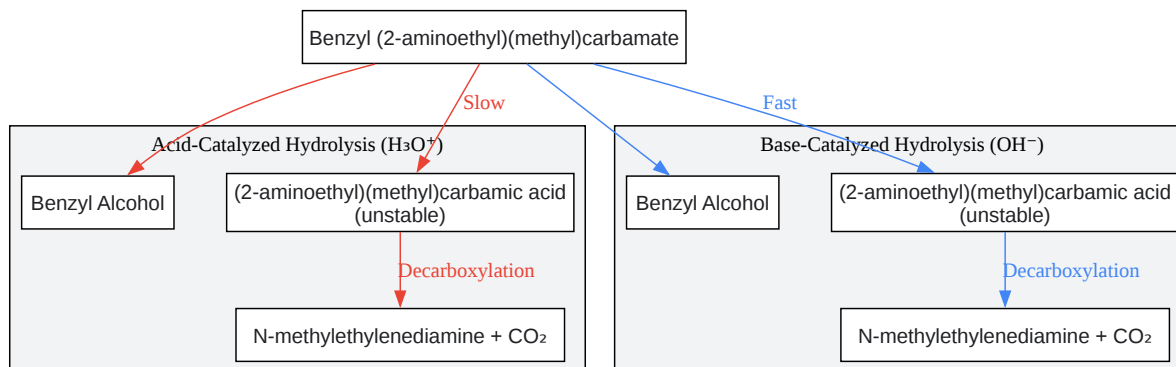 Benzyl (2-aminoethyl)(methyl)carbamate
Slow
Fast
Acid-Catalyzed Hydrolysis (H₃O⁺)
Benzyl Alcohol
(2-aminoethyl)(methyl)carbamic acid
(unstable)
Decarboxylation
N-methylethylenediamine + CO₂
Base-Catalyzed Hydrolysis (OH⁻)
Benzyl Alcohol
(2-aminoethyl)(methyl)carbamic acid
(unstable)
Decarboxylation
N-methylethylenediamine + CO₂